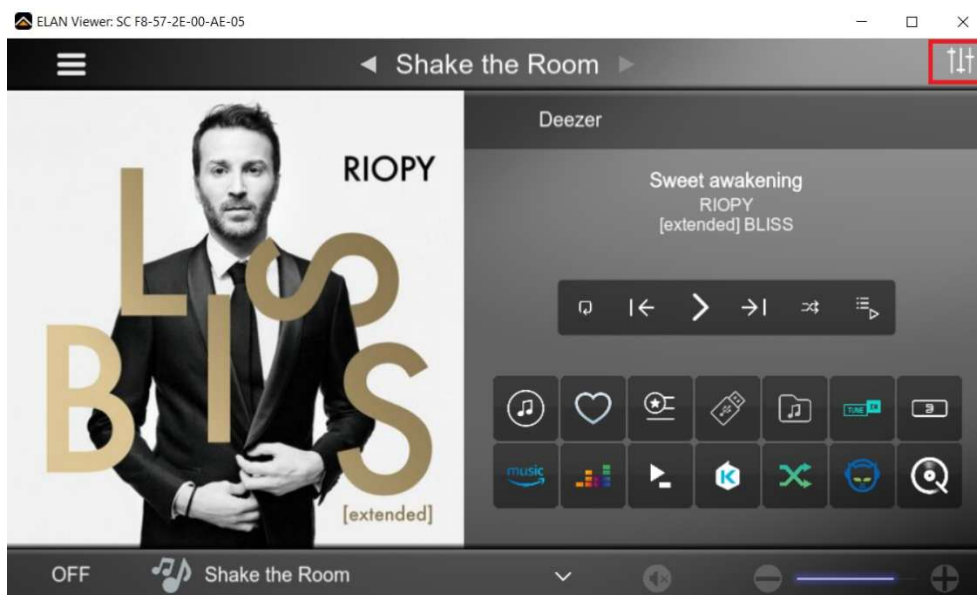 ELAN Viewer: SC F8-57-2E-00-AE-05
Shake the Room
Deezer
RIOPY
BLISS
[extended]
Sweet awakening
RIOPY
[extended] BLISS
TUNE IN
music
OFF
Shake the Room